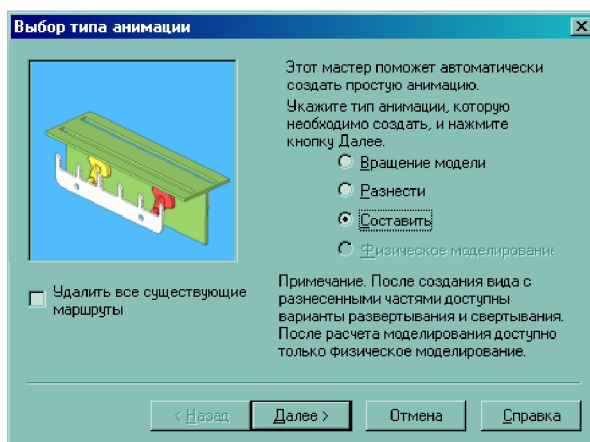 Выбор типа анимации
Этот мастер поможет автоматически
создать простую анимацию.
Укажите тип анимации, которую
необходимо создать, и нажмите
кнопку Далее.
Вращение модели
Разнести
Составить
Физическое моделирование
Удалить все существующие
маршруты
Примечание. После создания вида с
разнесенными частями доступны
варианты развертывания и свертывания.
После расчета моделирования доступно
только физическое моделирование.
< Назад
Далее >
Отмена
Справка